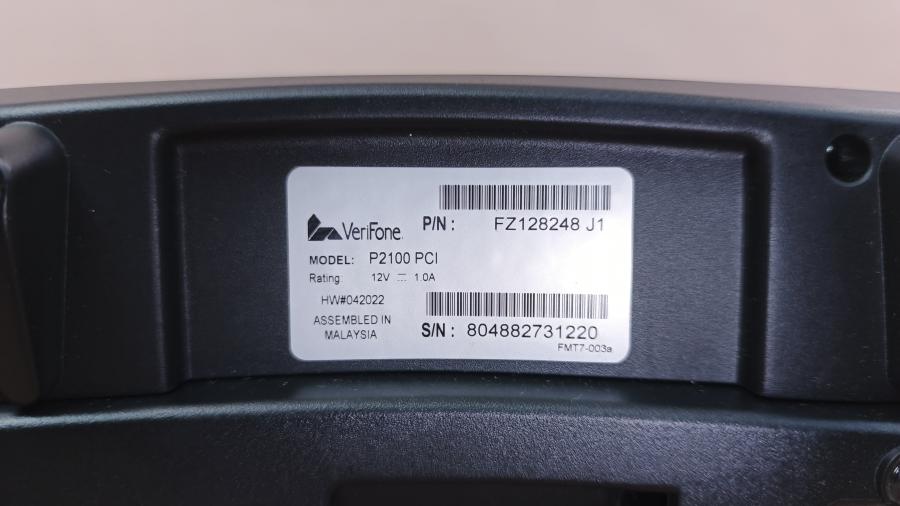 VeriFone. P/N : FZ128248 J1
MODEL: P2100 PCI
Rating: 12V ⎓ 1.0A
HW#042022
ASSEMBLED IN
MALAYSIA
S/N : 804882731220
FMT7-003a